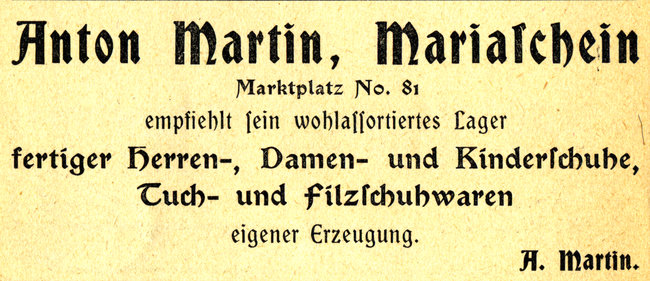 Anton Martin, Mariaſchein
Marktplatz No. 81
empfiehlt ſein wohlaſſortiertes Lager
fertiger Herren-, Damen- und Kinderſchuhe,
Tuch- und Filzſchuhwaren
eigener Erzeugung.
A. Martin.